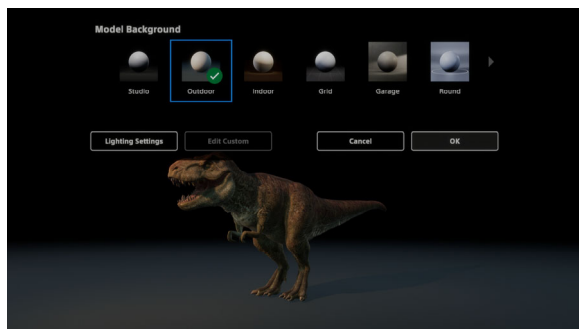 Model Background
Studio
Outdoor
Indoor
Grid
Garage
Round
Lighting Settings
Edit Custom
Cancel
OK